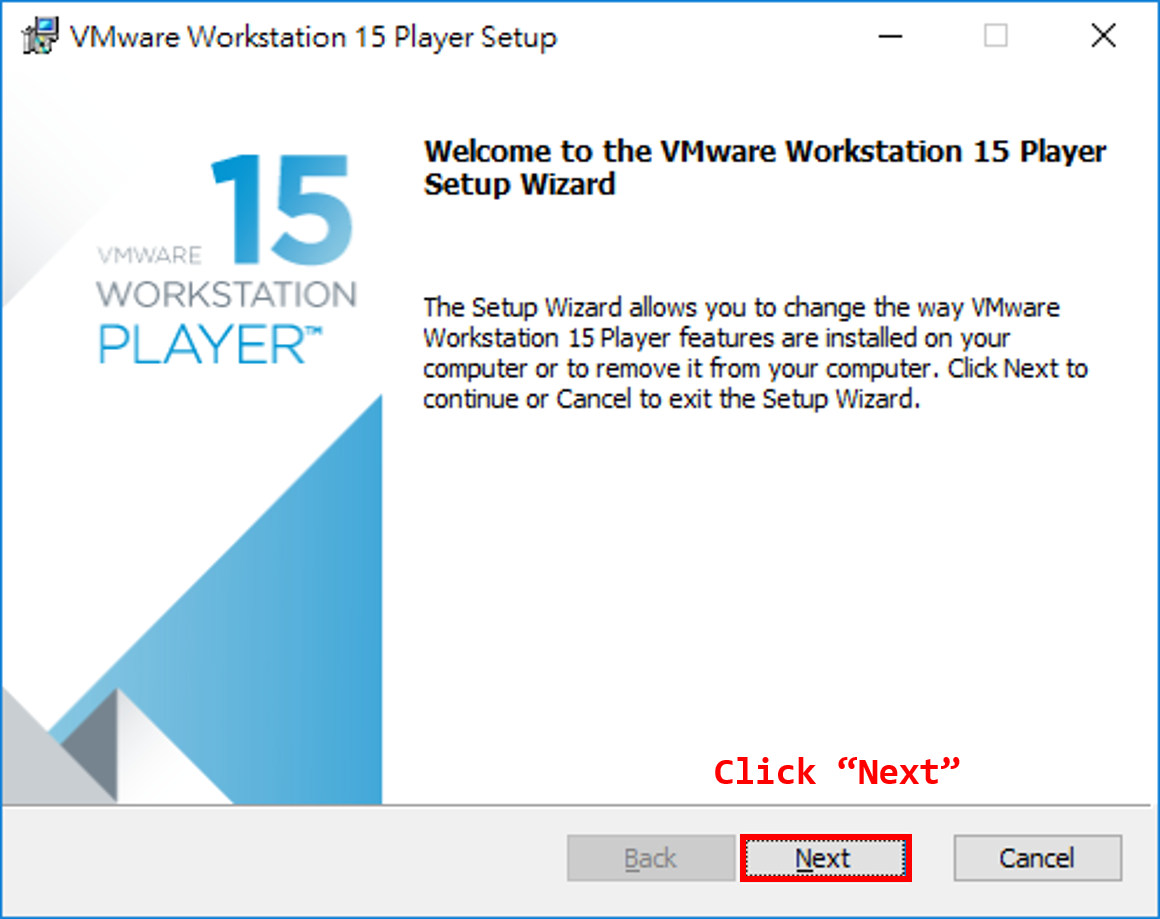 VMware Workstation 15 Player Setup
15
VMWARE
WORKSTATION
PLAYER™
Welcome to the VMware Workstation 15 Player
Setup Wizard
The Setup Wizard allows you to change the way VMware
Workstation 15 Player features are installed on your
computer or to remove it from your computer. Click Next to
continue or Cancel to exit the Setup Wizard.
Click “Next”
Back
Next
Cancel